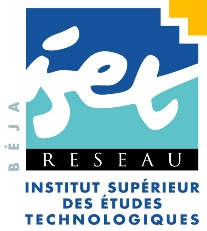 iset
BÉJA
RESEAU
INSTITUT SUPÉRIEUR
DES ÉTUDES
TECHNOLOGIQUES